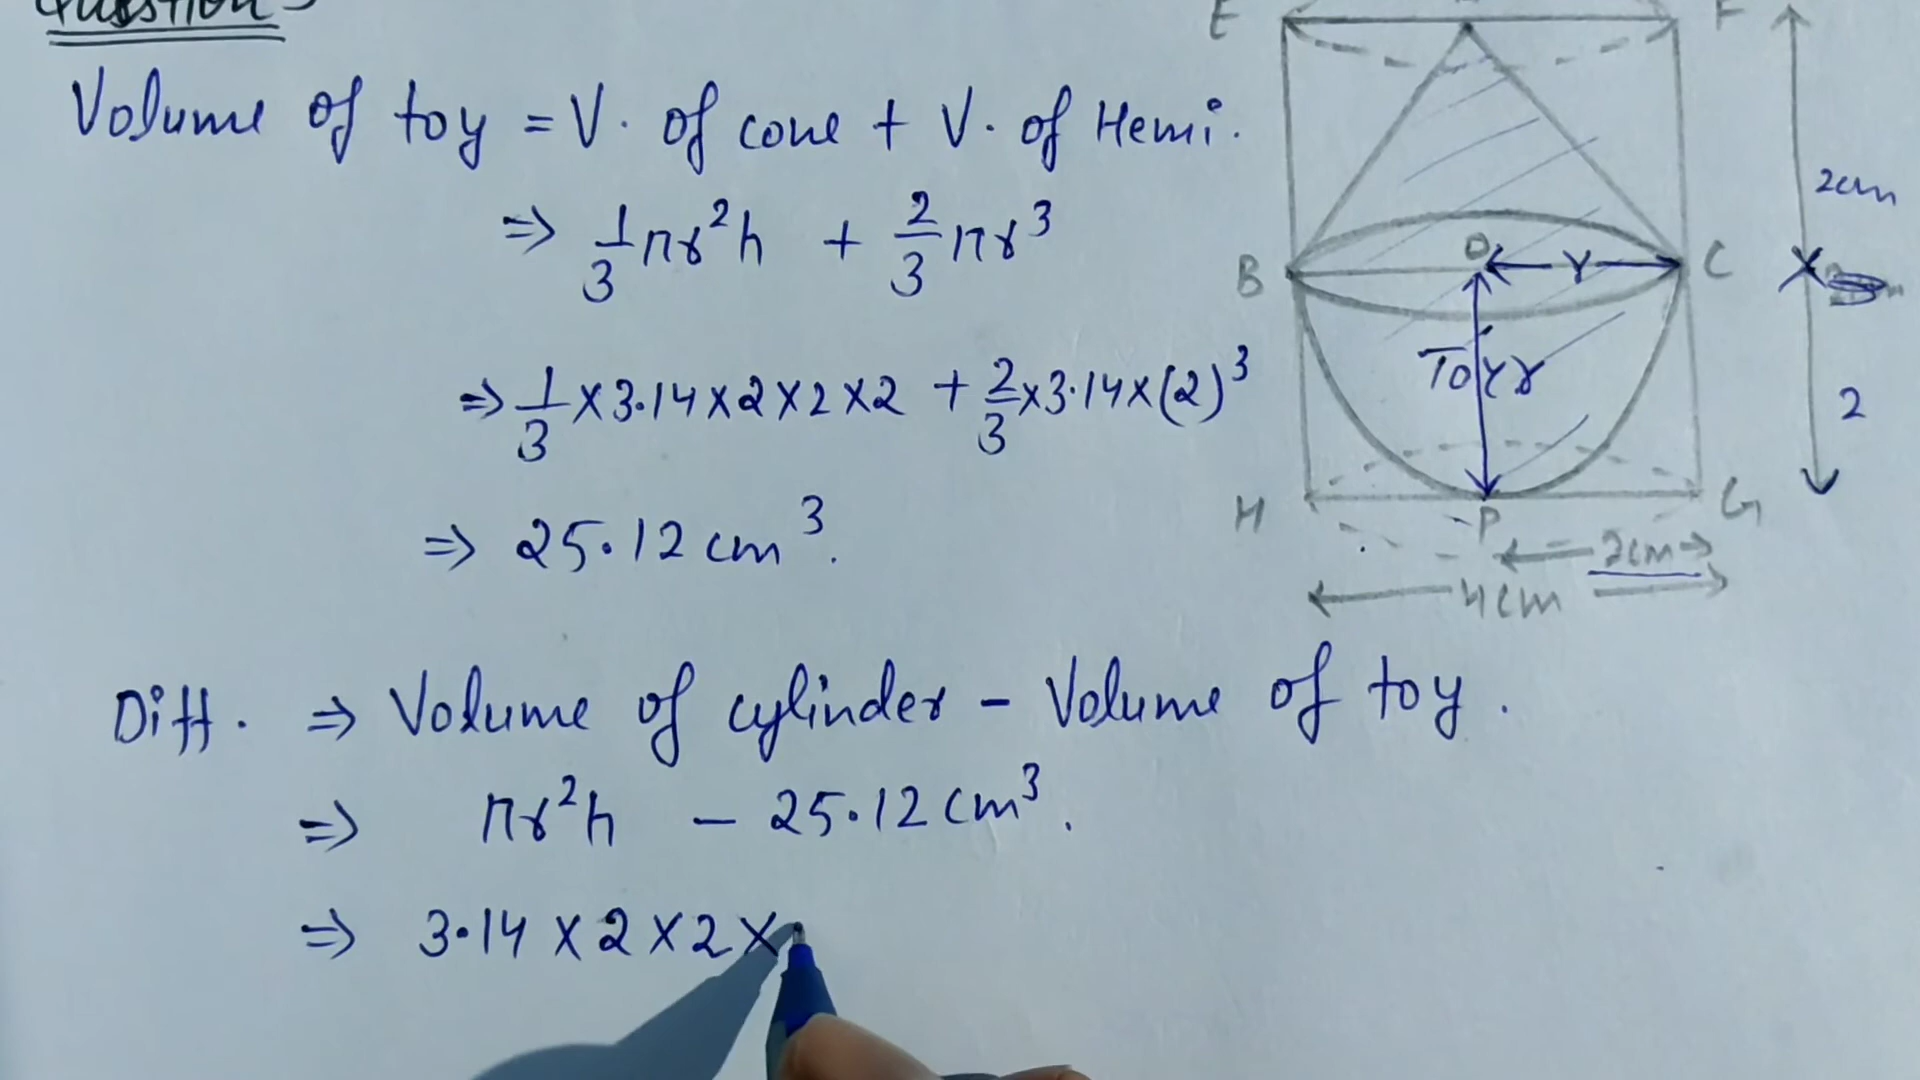 Question-
Volume of toy = V. of cone + V. of Hemi.
⇒ 1/3 πr²h + 2/3 πr³
⇒ 1/3 × 3.14 × 2 × 2 × 2 + 2/3 × 3.14 × (2)³
⇒ 25.12 cm³.
Diff. ⇒ Volume of cylinder - Volume of toy.
⇒ πr²h - 25.12 cm³.
⇒ 3.14 × 2 × 2 ×
E F
2cm
B O r C
Toy r
2
H P G
2cm
4cm